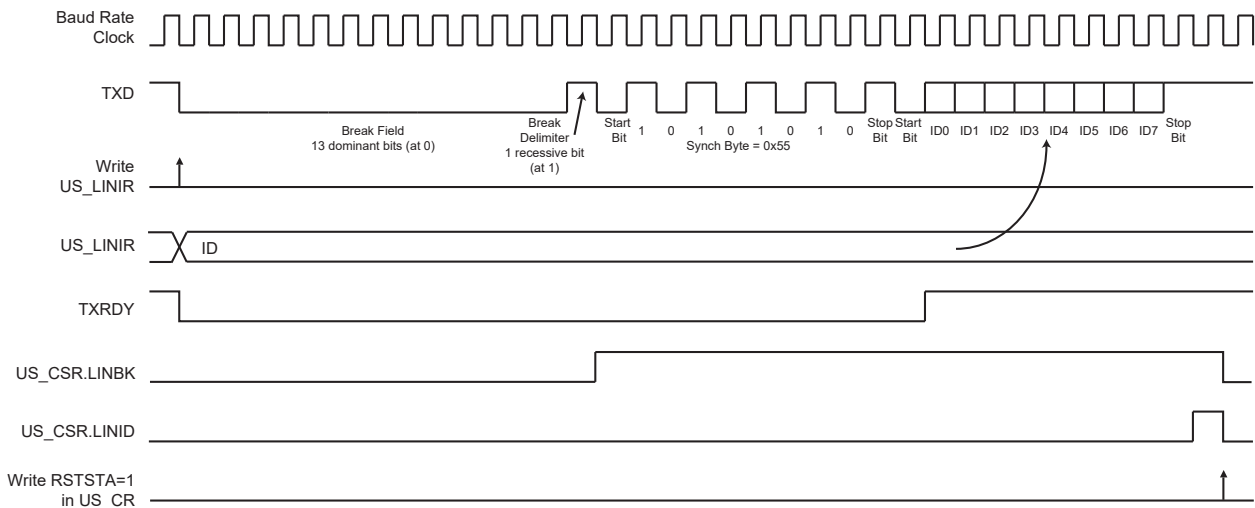 Baud Rate
Clock
TXD
Break Field
13 dominant bits (at 0)
Break
Delimiter
1 recessive bit
(at 1)
Start
Bit
1 0 1 0 1 0 1 0
Synch Byte = 0x55
Stop
Bit
Start
Bit
ID0 ID1 ID2 ID3 ID4 ID5 ID6 ID7
Stop
Bit
Write
US_LINIR
US_LINIR
ID
TXRDY
US_CSR.LINBK
US_CSR.LINID
Write RSTSTA=1
in US_CR